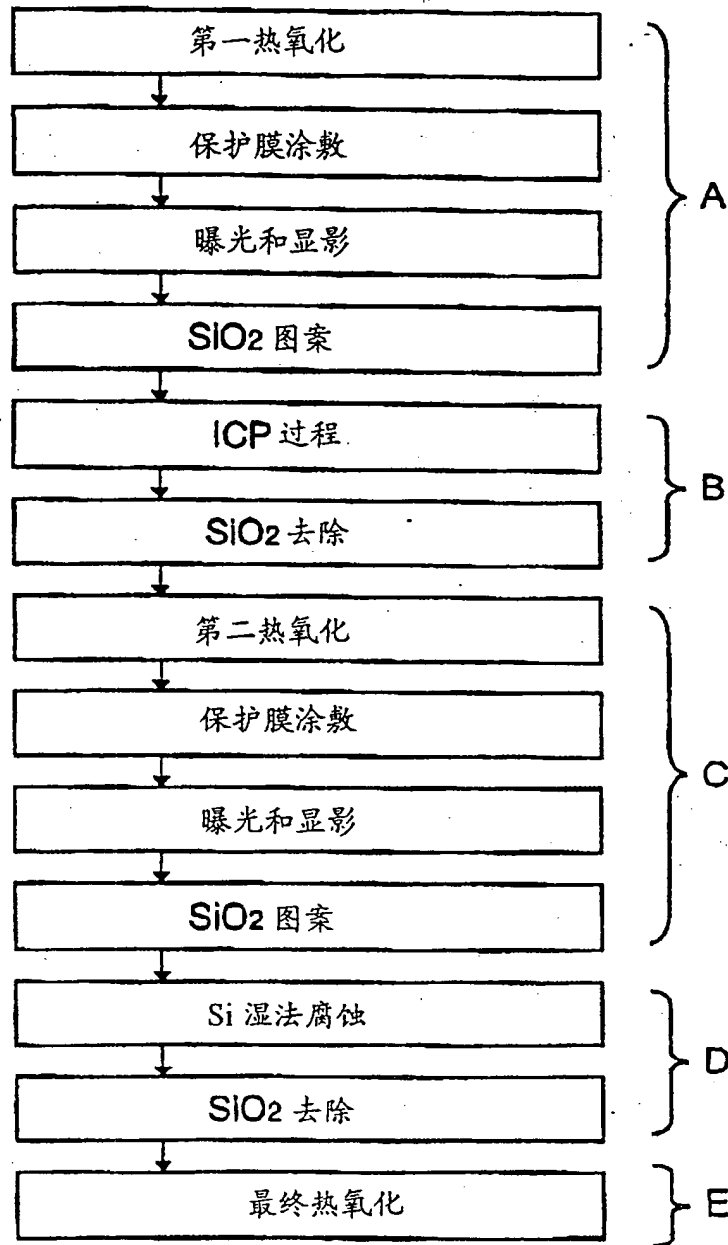 第一热氧化
保护膜涂敷
曝光和显影
SiO2 图案
A
ICP 过程
SiO2 去除
B
第二热氧化
保护膜涂敷
曝光和显影
SiO2 图案
C
Si 湿法腐蚀
SiO2 去除
D
最终热氧化
E